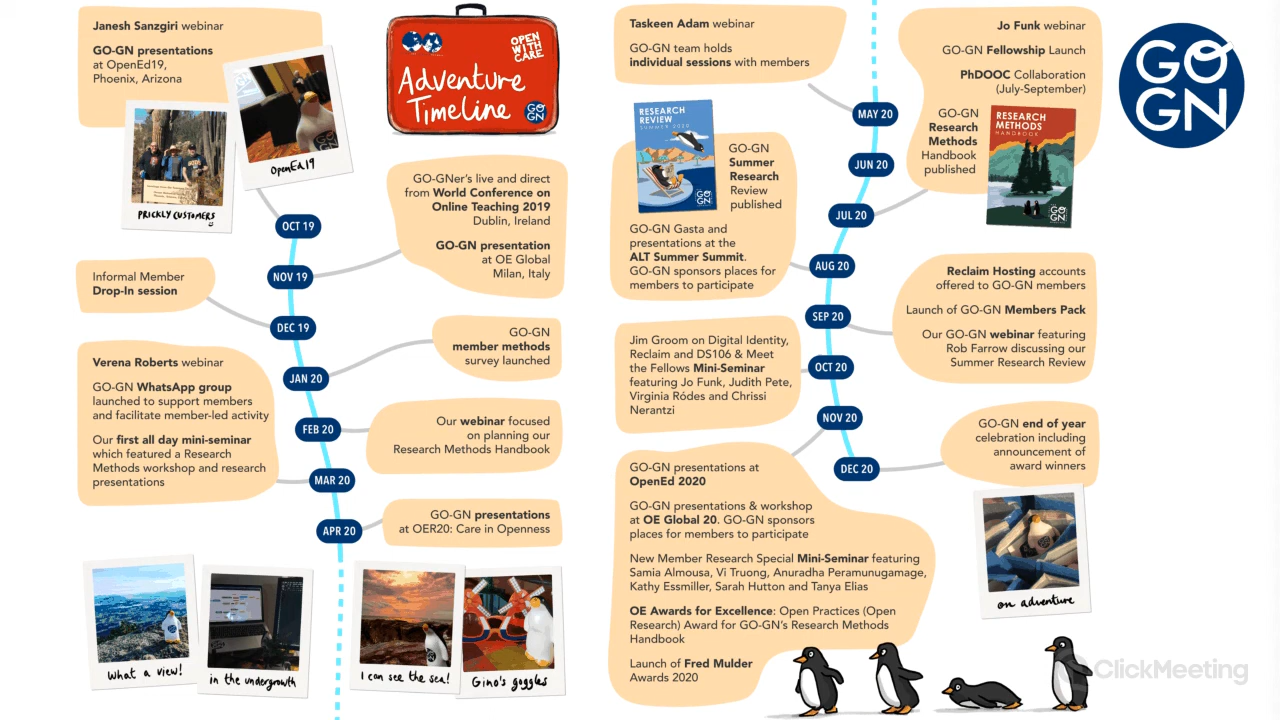 Janesh Sanzgiri webinar
GO-GN presentations
at OpenEd19,
Phoenix, Arizona
OpenEd19
PRICKLY CUSTOMERS
OPEN
WITH
CARE
Adventure
Timeline
GO
GN
GO-GNer's live and direct
from World Conference on
Online Teaching 2019
Dublin, Ireland
GO-GN presentation
at OE Global
Milan, Italy
OCT 19
NOV 19
Informal Member
Drop-In session
DEC 19
GO-GN
member methods
survey launched
JAN 20
Verena Roberts webinar
GO-GN WhatsApp group
launched to support members
and facilitate member-led activity
Our first all day mini-seminar
which featured a Research
Methods workshop and research
presentations
FEB 20
Our webinar focused
on planning our
Research Methods Handbook
MAR 20
GO-GN presentations
at OER20: Care in Openness
APR 20
What a view!
in the undergrowth
I can see the sea!
Gino's goggles
Taskeen Adam webinar
GO-GN team holds
individual sessions with members
Jo Funk webinar
GO-GN Fellowship Launch
PhDOOC Collaboration
(July-September)
GO-GN
Research
Methods
Handbook
published
RESEARCH
METHODS
HANDBOOK
GO
GN
GO
GN
MAY 20
JUN 20
RESEARCH
REVIEW
SUMMER 2020
GO
GN
GO-GN
Summer
Research
Review
published
JUL 20
GO-GN Gasta and
presentations at the
ALT Summer Summit.
GO-GN sponsors places for
members to participate
AUG 20
Reclaim Hosting accounts
offered to GO-GN members
Launch of GO-GN Members Pack
Our GO-GN webinar featuring
Rob Farrow discussing our
Summer Research Review
SEP 20
Jim Groom on Digital Identity,
Reclaim and DS106 & Meet
the Fellows Mini-Seminar
featuring Jo Funk, Judith Pete,
Virginia Ródes and Chrissi
Nerantzi
OCT 20
NOV 20
GO-GN end of year
celebration including
announcement of
award winners
DEC 20
GO-GN presentations at
OpenEd 2020
GO-GN presentations & workshop
at OE Global 20. GO-GN sponsors
places for members to participate
New Member Research Special Mini-Seminar featuring
Samia Almousa, Vi Truong, Anuradha Peramunugamage,
Kathy Essmiller, Sarah Hutton and Tanya Elias
OE Awards for Excellence: Open Practices (Open
Research) Award for GO-GN's Research Methods
Handbook
Launch of Fred Mulder
Awards 2020
on adventure
ClickMeeting